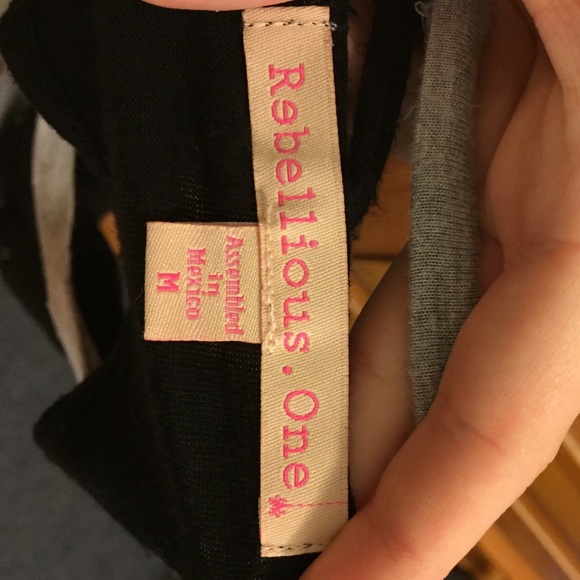 Rebellious.One
Assembled
in
Mexico
M